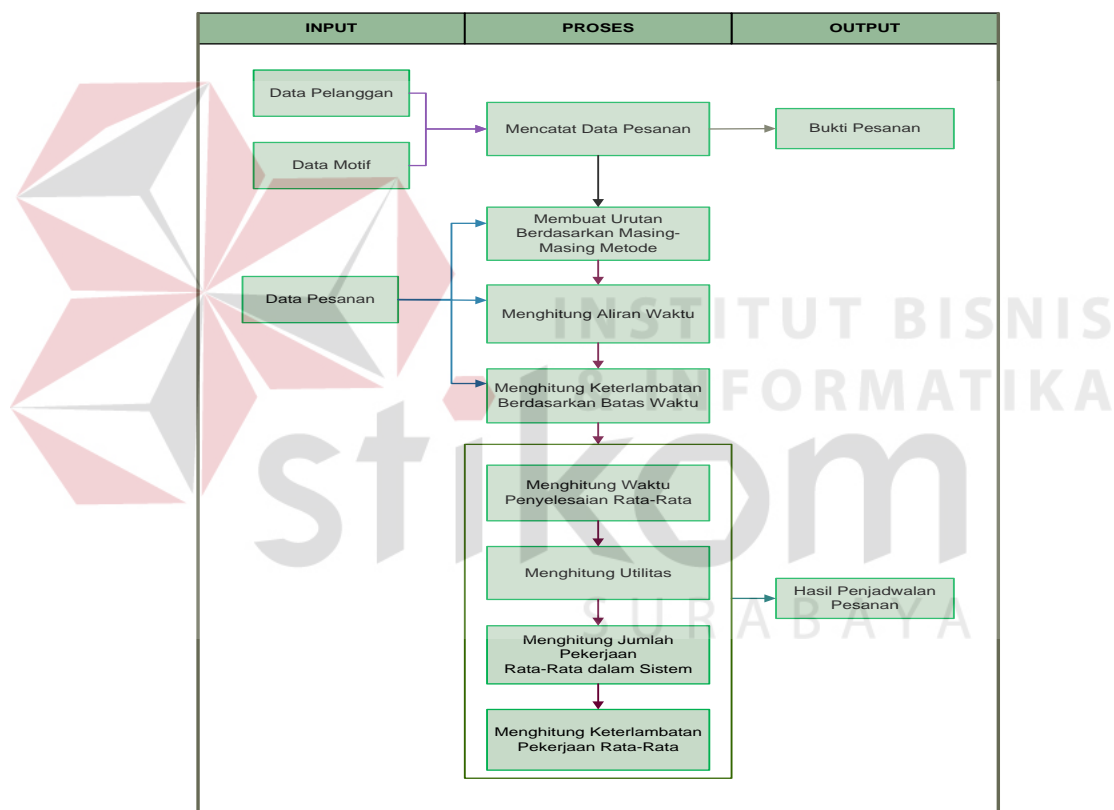 INPUT
PROSES
OUTPUT
Data Pelanggan
Mencatat Data Pesanan
Bukti Pesanan
Data Motif
Membuat Urutan
Berdasarkan Masing-
Masing Metode
Data Pesanan
Menghitung Aliran Waktu
Menghitung Keterlambatan
Berdasarkan Batas Waktu
Menghitung Waktu
Penyelesaian Rata-Rata
Menghitung Utilitas
Hasil Penjadwalan
Pesanan
Menghitung Jumlah
Pekerjaan
Rata-Rata dalam Sistem
Menghitung Keterlambatan
Pekerjaan Rata-Rata
INSTITUT BISNIS
& INFORMATIKA
stikom
SURABAYA